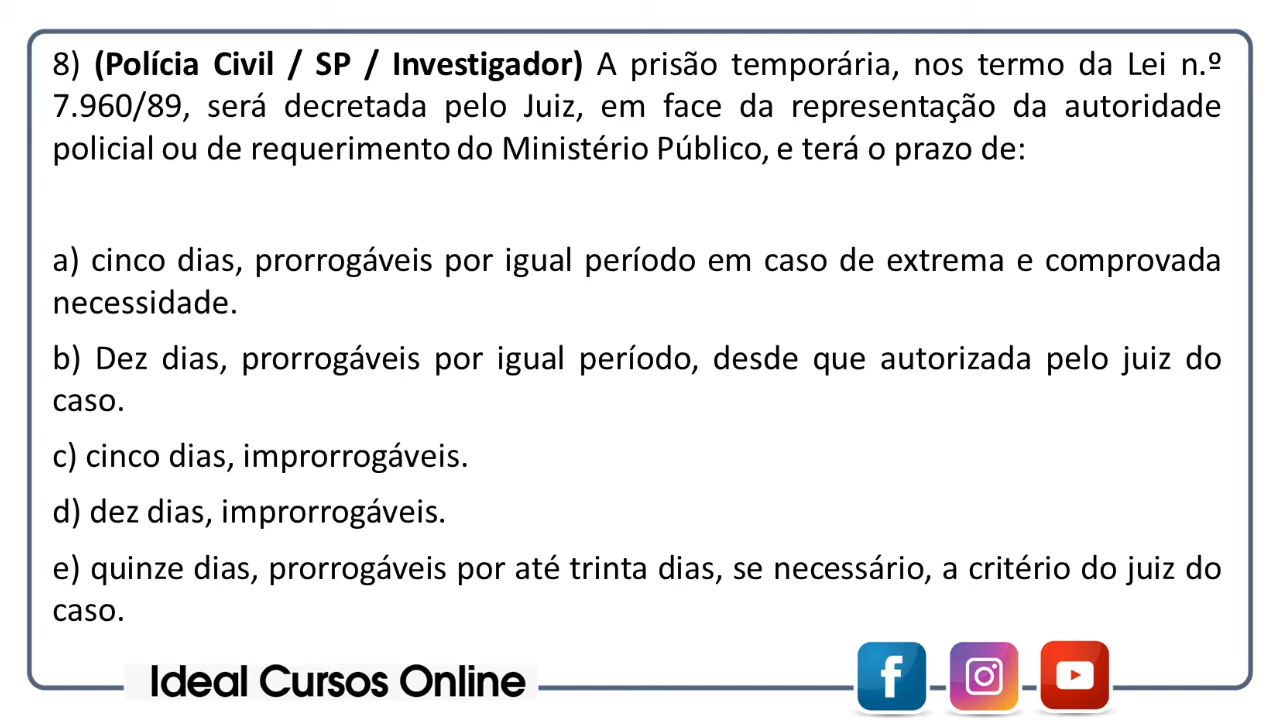 8) (Polícia Civil / SP / Investigador) A prisão temporária, nos termo da Lei n.º
7.960/89, será decretada pelo Juiz, em face da representação da autoridade
policial ou de requerimento do Ministério Público, e terá o prazo de:
a) cinco dias, prorrogáveis por igual período em caso de extrema e comprovada
necessidade.
b) Dez dias, prorrogáveis por igual período, desde que autorizada pelo juiz do
caso.
c) cinco dias, improrrogáveis.
d) dez dias, improrrogáveis.
e) quinze dias, prorrogáveis por até trinta dias, se necessário, a critério do juiz do
caso.
Ideal Cursos Online